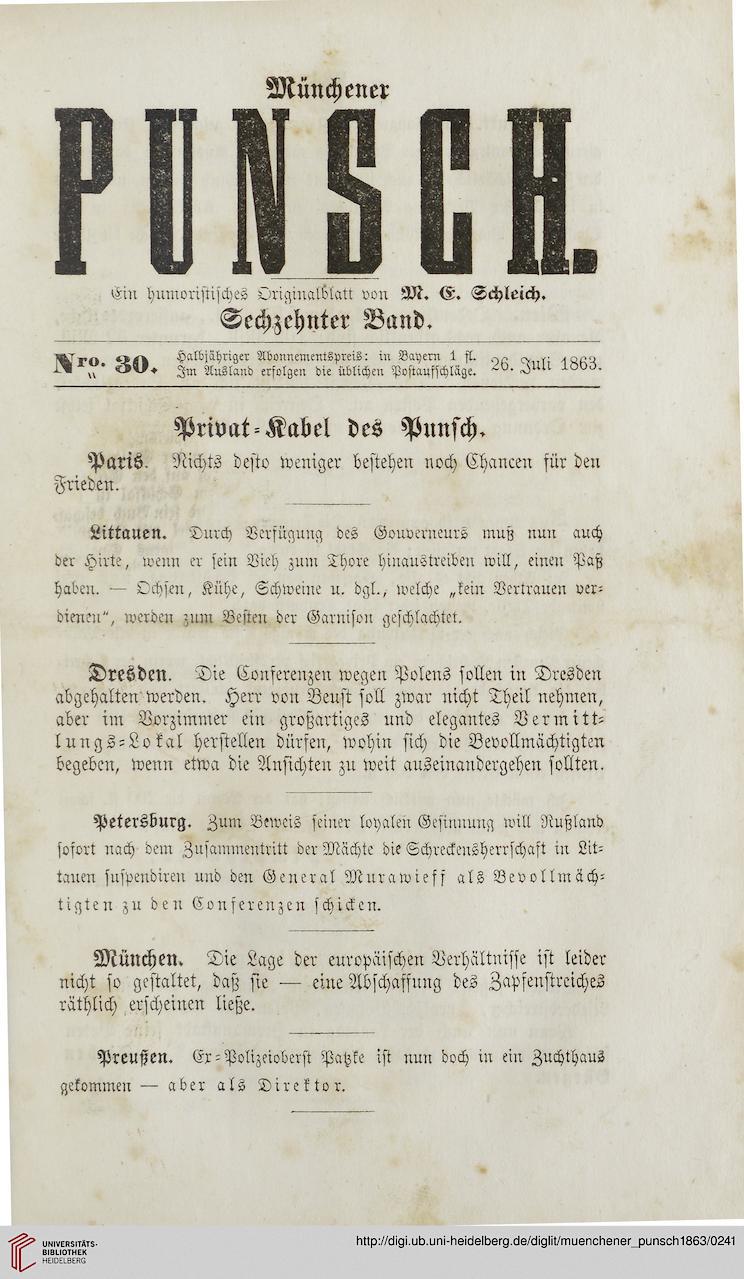 Münchener
PUNSCH.
Ein humoristisches Originalblatt von M. E. Schleich.
Sechzehnter Band.
Nro. 30.
Halbjähriger Abonnementspreis: in Bayern 1 fl.
Im Ausland erfolgen die üblichen Postaufschläge.
26. Juli 1863.
Privat-Kabel des Punsch.
Paris. Nichts desto weniger bestehen noch Chancen für den
Frieden.
Littauen. Durch Verfügung des Gouverneurs muß nun auch
der Hirte, wenn er sein Vieh zum Thore hinaustreiben will, einen Paß
haben. — Ochsen, Kühe, Schweine u. dgl., welche „kein Vertrauen ver-
dienen“, werden zum Besten der Garnison geschlachtet.
Dresden. Die Conferenzen wegen Polens sollen in Dresden
abgehalten werden. Herr von Beust soll zwar nicht Theil nehmen,
aber im Vorzimmer ein großartiges und elegantes Vermitt-
lungs-Lokal herstellen dürfen, wohin sich die Bevollmächtigten
begeben, wenn etwa die Ansichten zu weit auseinandergehen sollten.
Petersburg. Zum Beweis seiner loyalen Gesinnung will Rußland
sofort nach dem Zusammentritt der Mächte die Schreckensherrschaft in Lit-
tauen suspendiren und den General Murawieff als Bevollmäch-
tigten zu den Conferenzen schicken.
München. Die Lage der europäischen Verhältnisse ist leider
nicht so gestaltet, daß sie — eine Abschaffung des Zapfenstreiches
räthlich erscheinen ließe.
Preußen. Ex-Polizeioberst Patzke ist nun doch in ein Zuchthaus
gekommen — aber als Direktor.
UNIVERSITÄTS-
BIBLIOTHEK
HEIDELBERG
http://digi.ub.uni-heidelberg.de/diglit/muenchener_punsch1863/0241